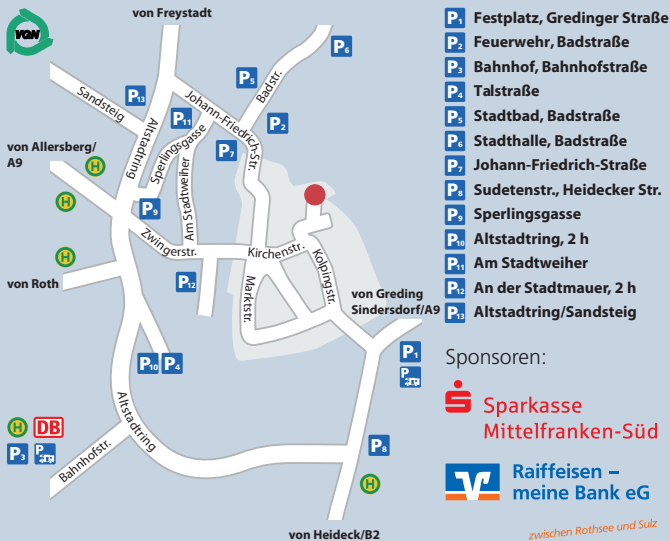 VGN
von Freystadt
P6
P5
Badstr.
P13
Sandsteig
Johann-Friedrich-Str.
P11
P2
Altstadtring
Sperlingsgasse
P7
von Allersberg/
A9
H
H
Am Stadtweiher
P9
Zwingerstr.
Kirchenstr.
H
Kolpingstr.
Marktstr.
P12
von Roth
von Greding
Sindersdorf/A9
P1
P
P10 P4
Altstadtring
H DB
P3 P
Bahnhofstr.
P8
H
von Heideck/B2
P1 Festplatz, Gredinger Straße
P2 Feuerwehr, Badstraße
P3 Bahnhof, Bahnhofstraße
P4 Talstraße
P5 Stadtbad, Badstraße
P6 Stadthalle, Badstraße
P7 Johann-Friedrich-Straße
P8 Sudetenstr., Heidecker Str.
P9 Sperlingsgasse
P10 Altstadtring, 2 h
P11 Am Stadtweiher
P12 An der Stadtmauer, 2 h
P13 Altstadtring/Sandsteig
Sponsoren:
Sparkasse
Mittelfranken-Süd
Raiffeisen –
meine Bank eG
zwischen Rothsee und Sulz